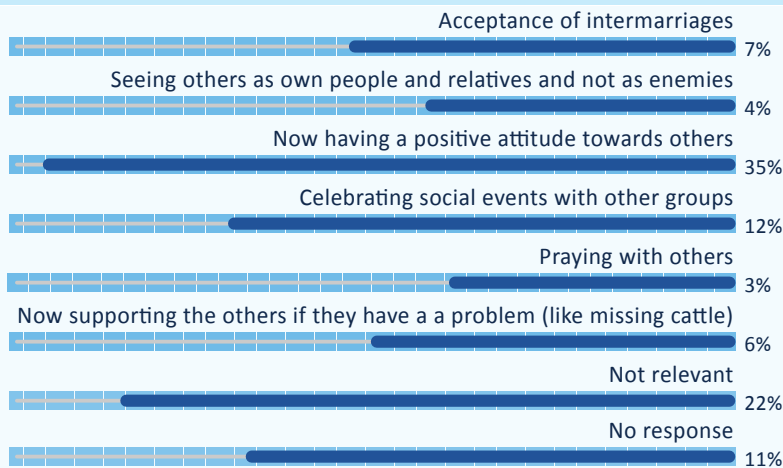 Acceptance of intermarriages
7%
Seeing others as own people and relatives and not as enemies
4%
Now having a positive attitude towards others
35%
Celebrating social events with other groups
12%
Praying with others
3%
Now supporting the others if they have a a problem (like missing cattle)
6%
Not relevant
22%
No response
11%